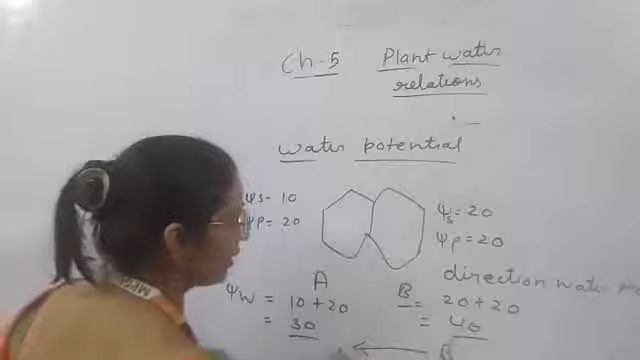 Ch-5 Plant water
relations
water potential
Ψs= 10
Ψp= 20
Ψs=20
Ψp=20
A
B
direction water
Ψw = 10+20
= 30
= 20+20
= 40